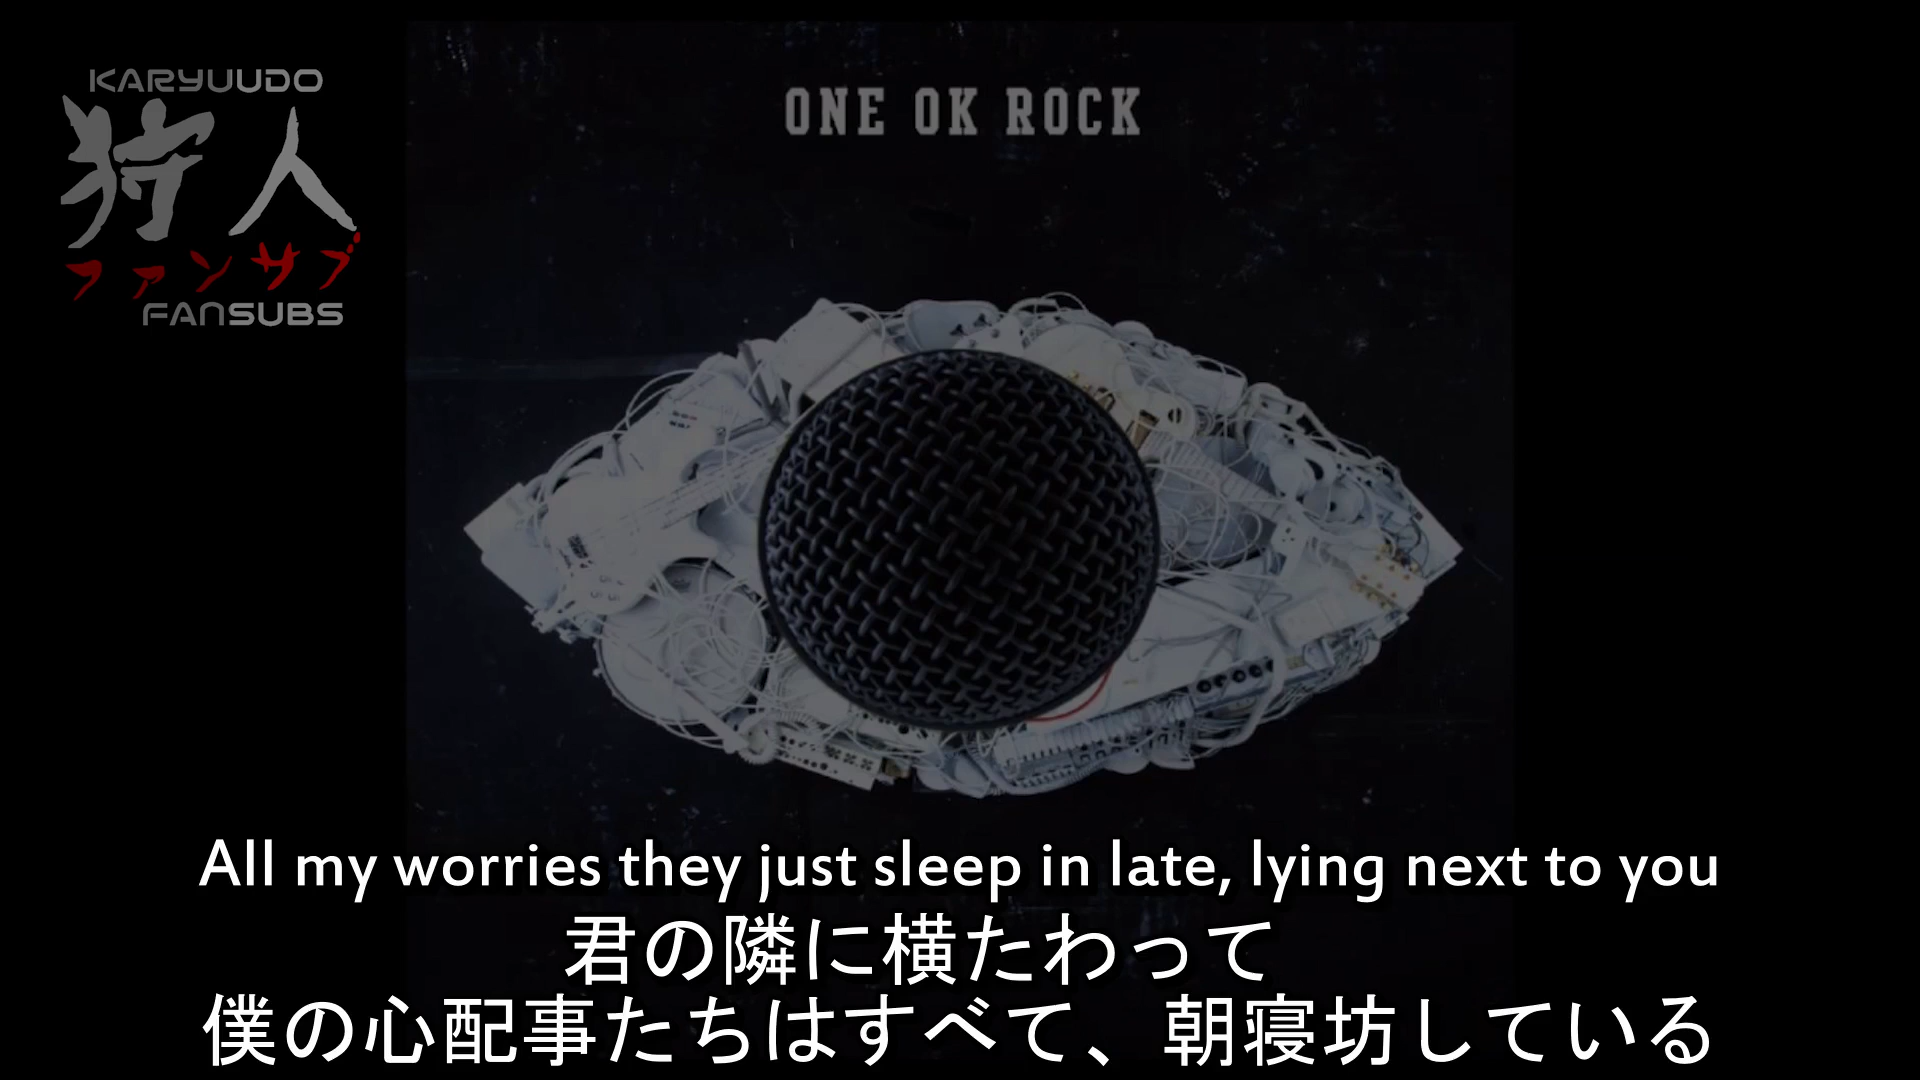 KARYUUDO
狩人
ファンサブ
FANSUBS
ONE OK ROCK
All my worries they just sleep in late, lying next to you
君の隣に横たわって
僕の心配事たちはすべて、朝寝坊している